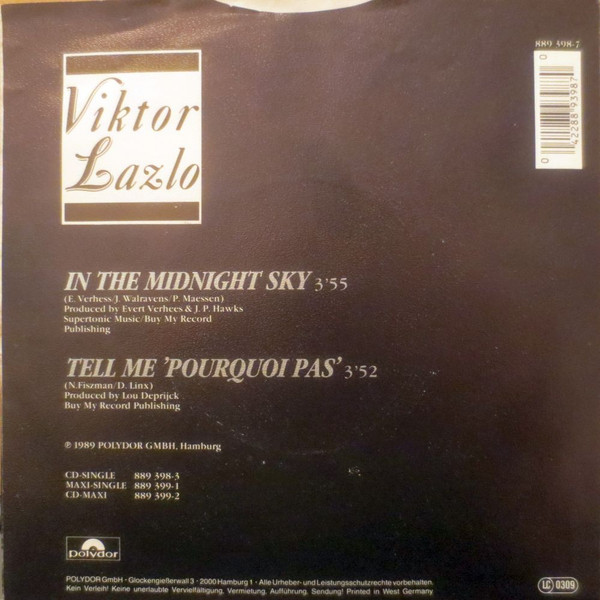 889 398-7
Viktor
Lazlo
0 42288 93987 0
IN THE MIDNIGHT SKY 3'55
(E. Verhess/J. Walravens/P. Maessen)
Produced by Evert Verhees & J. P. Hawks
Supertonic Music/Buy My Record
Publishing
TELL ME 'POURQUOI PAS' 3'52
(N.Fiszman/D. Linx)
Produced by Lou Deprijck
Buy My Record Publishing
℗ 1989 POLYDOR GMBH, Hamburg
CD-SINGLE 889 398-3
MAXI-SINGLE 889 399-1
CD-MAXI 889 399-2
polydor
POLYDOR GmbH · Glockengießerwall 3 · 2000 Hamburg 1 · Alle Urheber- und Leistungsschutzrechte vorbehalten.
Kein Verleih! Keine unerlaubte Vervielfältigung, Vermietung, Aufführung, Sendung! Printed in West Germany
LC 0309